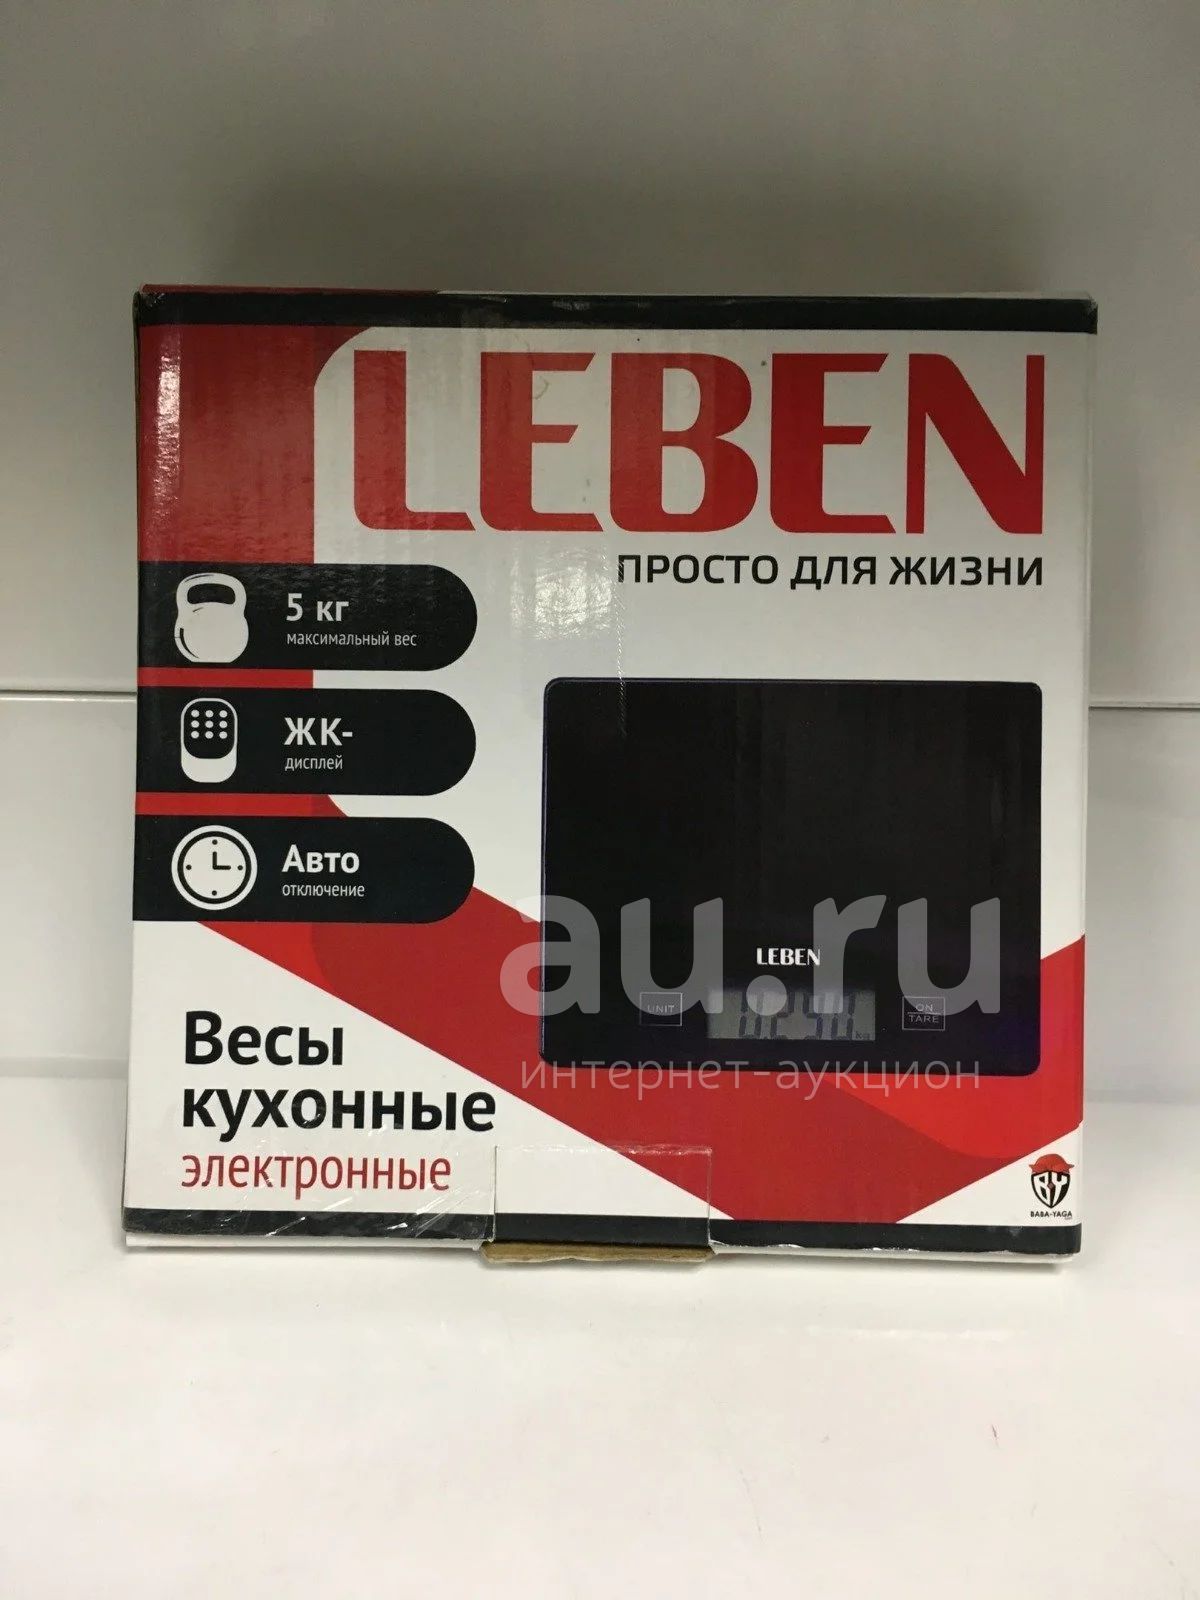 LEBEN
ПРОСТО ДЛЯ ЖИЗНИ
5 кг
максимальный вес
ЖК-
дисплей
Авто
отключение
LEBEN
UNIT
ON
TARE
au.ru
интернет-аукцион
Весы
кухонные
электронные
BY
BABA-YAGA